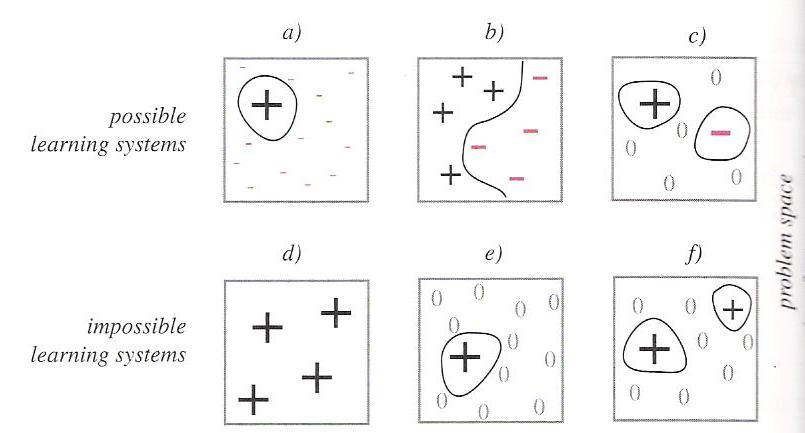 a)
b)
c)
possible
learning systems
d)
e)
f)
impossible
learning systems
problem space